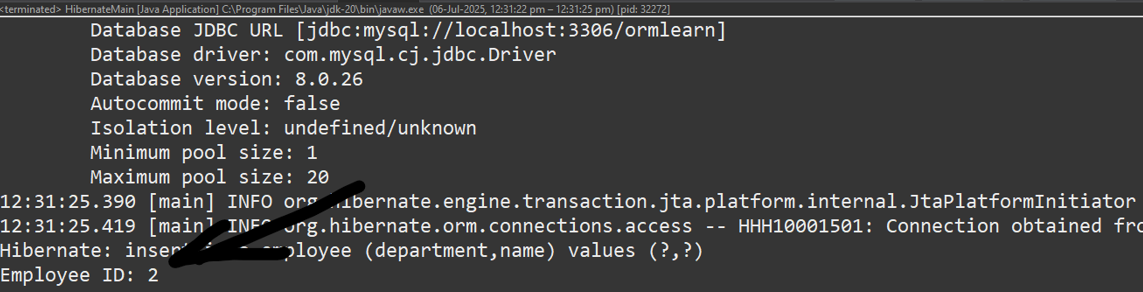 <terminated> HibernateMain [Java Application] C:\Program Files\Java\jdk-20\bin\javaw.exe (06-Jul-2025, 12:31:22 pm – 12:31:25 pm) [pid: 32272]
Database JDBC URL [jdbc:mysql://localhost:3306/ormlearn]
Database driver: com.mysql.cj.jdbc.Driver
Database version: 8.0.26
Autocommit mode: false
Isolation level: undefined/unknown
Minimum pool size: 1
Maximum pool size: 20
12:31:25.390 [main] INFO org.hibernate.engine.transaction.jta.platform.internal.JtaPlatformInitiator
12:31:25.419 [main] INFO org.hibernate.orm.connections.access -- HHH10001501: Connection obtained fro
Hibernate: insert into employee (department,name) values (?,?)
Employee ID: 2